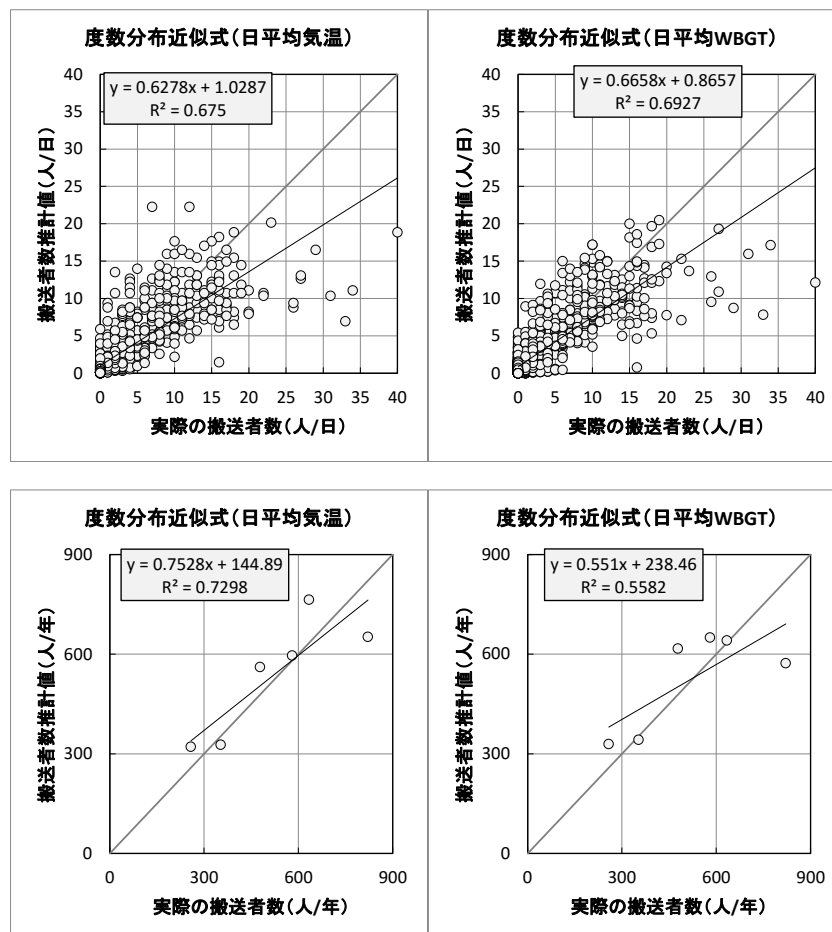 度数分布近似式(日平均気温)
y = 0.6278x + 1.0287
R² = 0.675
搬送者数推計値(人/日)
40
35
30
25
20
15
10
5
0
0 5 10 15 20 25 30 35 40
実際の搬送者数(人/日)
度数分布近似式(日平均WBGT)
y = 0.6658x + 0.8657
R² = 0.6927
搬送者数推計値(人/日)
40
35
30
25
20
15
10
5
0
0 5 10 15 20 25 30 35 40
実際の搬送者数(人/日)
度数分布近似式(日平均気温)
y = 0.7528x + 144.89
R² = 0.7298
搬送者数推計値(人/年)
900
600
300
0
0 300 600 900
実際の搬送者数(人/年)
度数分布近似式(日平均WBGT)
y = 0.551x + 238.46
R² = 0.5582
搬送者数推計値(人/年)
900
600
300
0
0 300 600 900
実際の搬送者数(人/年)